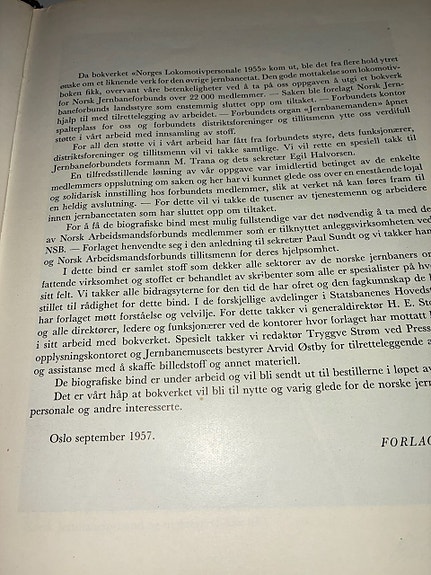 Da bokverket «Norges Lokomotivpersonale 1955» kom ut, ble det fra flere hold ytret
ønske om et liknende verk for den øvrige jernbaneetat. Den gode mottakelse som lokomotiv-
boken fikk, overvant våre betenkeligheter ved å ta på oss oppgaven å utgi et bokverk
for Norsk Jernbaneforbunds over 22 000 medlemmer. — Saken ble forelagt Norsk Jern-
baneforbunds landsstyre som enstemmig sluttet opp om tiltaket. — Forbundets kontor
hjalp til med tilrettelegging av arbeidet. — Forbundets organ «Jernbanemanden» åpnet
spalteplass for oss og forbundets distriktsforeninger og tillitsmenn ytte oss verdifull
støtte i vårt arbeid med innsamling av stoff.
For all den støtte vi i vårt arbeid har fått fra forbundets styre, dets funksjonærer,
distriktsforeninger og tillitsmenn vil vi takke samtlige. Vi vil rette en spesiell takk til
Jernbaneforbundets formann M. Trana og dets sekretær Egil Halvorsen.
En tilfredsstillende løsning av vår oppgave var imidlertid betinget av de enkelte
medlemmers oppslutning om saken og her har vi kunnet glede oss over en enestående lojal
og solidarisk innstilling hos forbundets medlemmer, slik at verket nå kan føres fram til
en heldig avslutning. — For dette vil vi takke de tusener av tjenestemenn og arbeidere
innen jernbaneetaten som har sluttet opp om tiltaket.
For å få de biografiske bind mest mulig fullstendige var det nødvendig å ta med de
av Norsk Arbeidsmandforbunds medlemmer som er tilknyttet anleggsvirksomheten ved
NSB. — Forlaget henvendte seg i den anledning til sekretær Paul Sundt og vi takker ham
og Norsk Arbeidsmandforbunds tillitsmenn for deres hjelpsomhet.
I dette bind er samlet stoff som dekker alle sektorer av de norske jernbaners om-
fattende virksomhet og stoffet er behandlet av skribenter som alle er spesialister på hv
sitt felt. Vi takker alle bidragsyterne for den tid de har ofret og den fagkunnskap de h
stillet til rådighet for dette bind. I de forskjellige avdelinger i Statsbanenes Hovedst
har forlaget møtt forståelse og velvilje. For dette takker vi generaldirektør H. E. Sto
og alle direktører, ledere og funksjonærer ved de kontorer hvor forlaget har mottatt
i sitt arbeid med bokverket. Spesielt takker vi redaktør Tryggve Strøm ved Press
opplysningskontoret og Jernbanemuseets bestyrer Arvid Østby for tilretteleggende a
og assistanse med å skaffe billedstoff og annet materiell.
De biografiske bind er under arbeid og vil bli sendt ut til bestillerne i løpet av
Det er vårt håp at bokverket vil bli til nytte og varig glede for de norske jern
personale og andre interesserte.
Oslo september 1957.
FORLAG